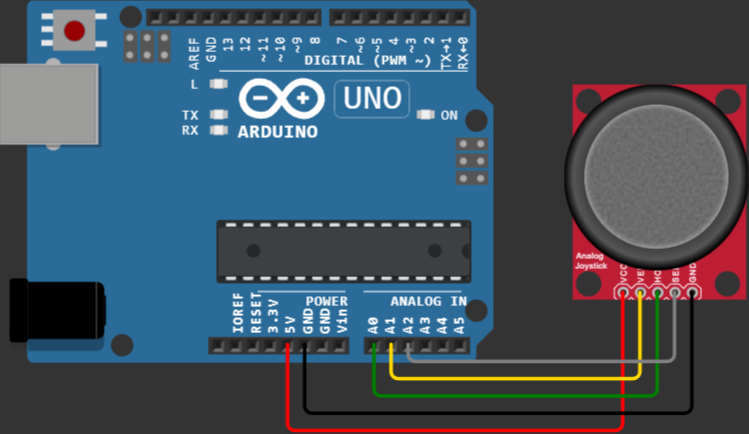 AREF
GND
13
12
~11
~10
~9
8
7
~6
~5
4
~3
2
TX→1
RX←0
DIGITAL (PWM ~)
L
TX
RX
UNO
ON
ARDUINO
Analog
Joystick
VCC
SEL
GND
IOREF
RESET
3.3V
5V
GND
GND
Vin
POWER
ANALOG IN
A0
A1
A2
A3
A4
A5